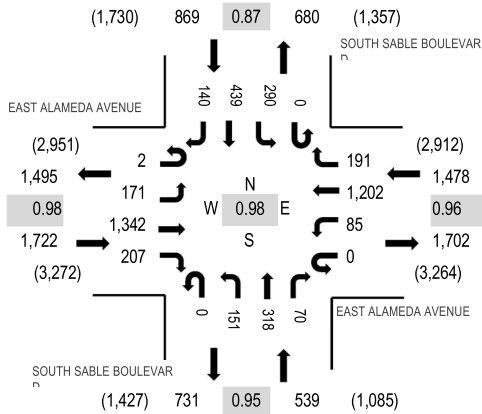 (1,730) 869 0.87 680 (1,357)
SOUTH SABLE BOULEVAR
D
EAST ALAMEDA AVENUE
140 439 290 0
(2,951) (2,912)
2 191
1,495 1,478
171 N 1,202
0.98 W 0.98 E 0.96
1,342 85
1,722 S 1,702
207 0
(3,272) (3,264)
0 151 318 70
EAST ALAMEDA AVENUE
SOUTH SABLE BOULEVAR
D
(1,427) 731 0.95 539 (1,085)